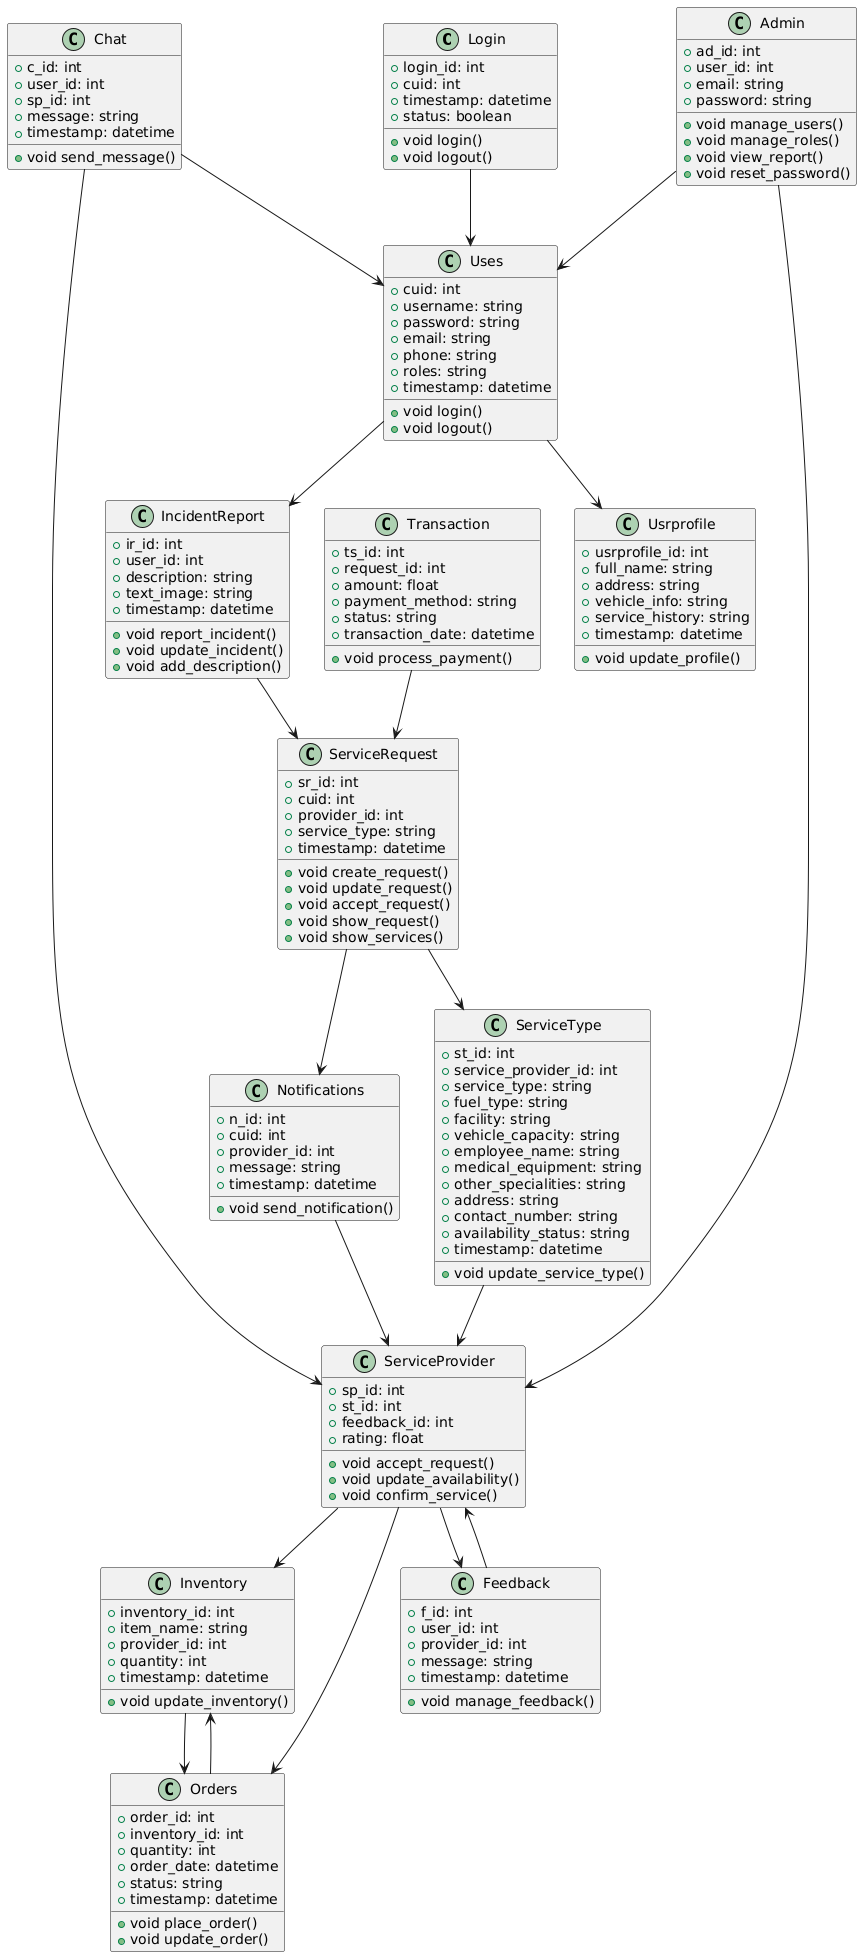 Chat
c_id: int
user_id: int
sp_id: int
message: string
timestamp: datetime
void send_message()
Login
login_id: int
cuid: int
timestamp: datetime
status: boolean
void login()
void logout()
Admin
ad_id: int
user_id: int
email: string
password: string
void manage_users()
void manage_roles()
void view_report()
void reset_password()
Uses
cuid: int
username: string
password: string
email: string
phone: string
roles: string
timestamp: datetime
void login()
void logout()
IncidentReport
ir_id: int
user_id: int
description: string
text_image: string
timestamp: datetime
void report_incident()
void update_incident()
void add_description()
Transaction
ts_id: int
request_id: int
amount: float
payment_method: string
status: string
transaction_date: datetime
void process_payment()
Usrprofile
usrprofile_id: int
full_name: string
address: string
vehicle_info: string
service_history: string
timestamp: datetime
void update_profile()
ServiceRequest
sr_id: int
cuid: int
provider_id: int
service_type: string
timestamp: datetime
void create_request()
void update_request()
void accept_request()
void show_request()
void show_services()
Notifications
n_id: int
cuid: int
provider_id: int
message: string
timestamp: datetime
void send_notification()
ServiceType
st_id: int
service_provider_id: int
service_type: string
fuel_type: string
facility: string
vehicle_capacity: string
employee_name: string
medical_equipment: string
other_specialities: string
address: string
contact_number: string
availability_status: string
timestamp: datetime
void update_service_type()
ServiceProvider
sp_id: int
st_id: int
feedback_id: int
rating: float
void accept_request()
void update_availability()
void confirm_service()
Inventory
inventory_id: int
item_name: string
provider_id: int
quantity: int
timestamp: datetime
void update_inventory()
Feedback
f_id: int
user_id: int
provider_id: int
message: string
timestamp: datetime
void manage_feedback()
Orders
order_id: int
inventory_id: int
quantity: int
order_date: datetime
status: string
timestamp: datetime
void place_order()
void update_order()